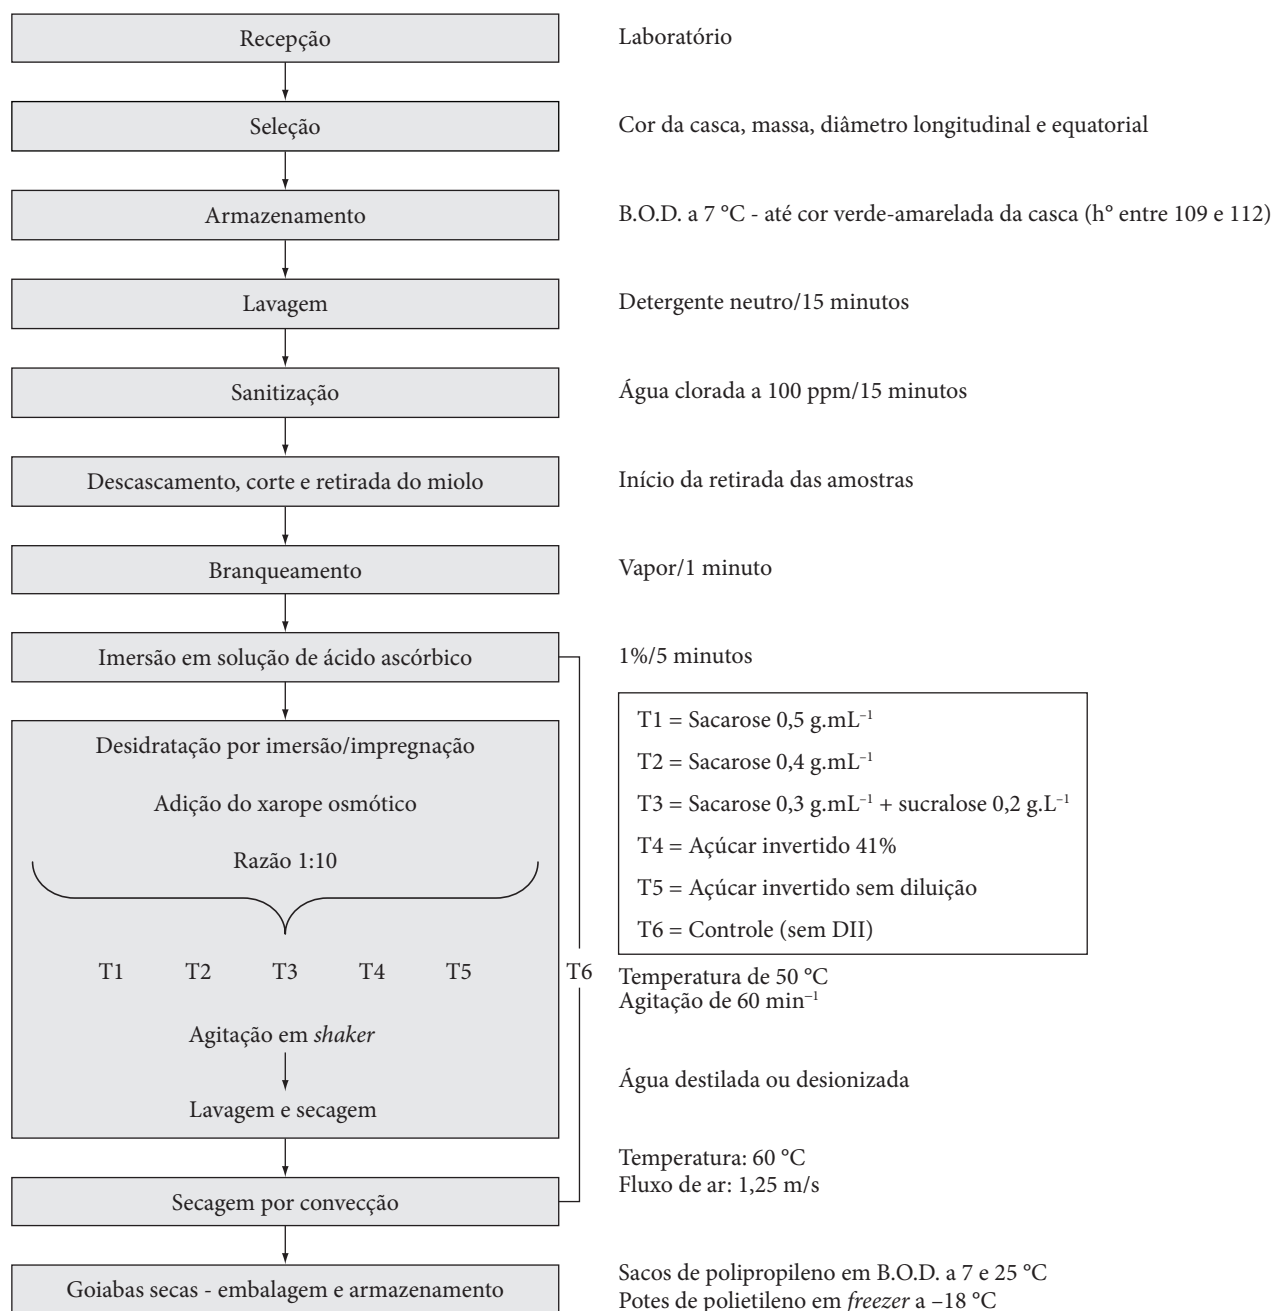 Recepção
Laboratório
Seleção
Cor da casca, massa, diâmetro longitudinal e equatorial
Armazenamento
B.O.D. a 7 °C - até cor verde-amarelada da casca (h° entre 109 e 112)
Lavagem
Detergente neutro/15 minutos
Sanitização
Água clorada a 100 ppm/15 minutos
Descascamento, corte e retirada do miolo
Início da retirada das amostras
Branqueamento
Vapor/1 minuto
Imersão em solução de ácido ascórbico
1%/5 minutos
Desidratação por imersão/impregnação
Adição do xarope osmótico
Razão 1:10
T1 T2 T3 T4 T5 T6
T1 = Sacarose 0,5 g.mL⁻¹
T2 = Sacarose 0,4 g.mL⁻¹
T3 = Sacarose 0,3 g.mL⁻¹ + sucralose 0,2 g.L⁻¹
T4 = Açúcar invertido 41%
T5 = Açúcar invertido sem diluição
T6 = Controle (sem DII)
Temperatura de 50 °C
Agitação de 60 min⁻¹
Agitação em shaker
Água destilada ou desionizada
Lavagem e secagem
Temperatura: 60 °C
Fluxo de ar: 1,25 m/s
Secagem por convecção
Goiabas secas - embalagem e armazenamento
Sacos de polipropileno em B.O.D. a 7 e 25 °C
Potes de polietileno em freezer a –18 °C